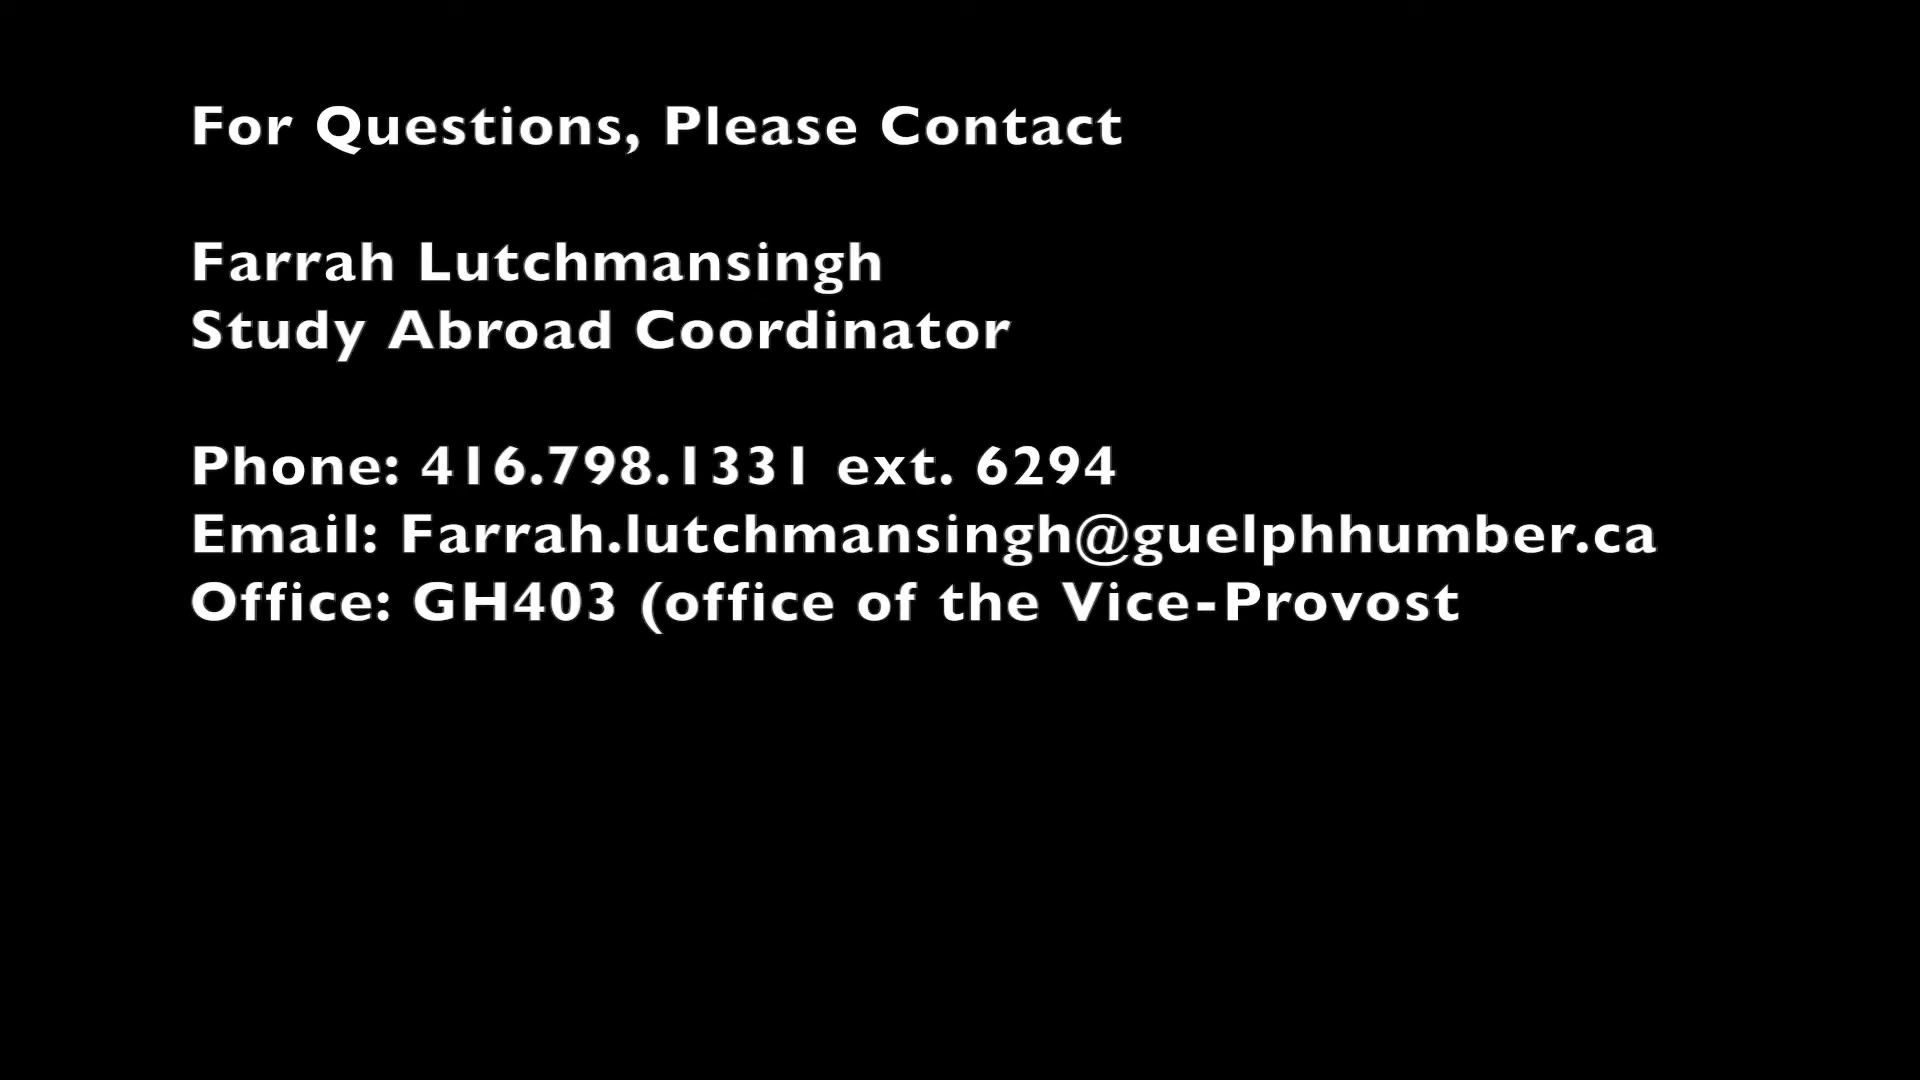 For Questions, Please Contact
Farrah Lutchmansingh
Study Abroad Coordinator
Phone: 416.798.1331 ext. 6294
Email: Farrah.lutchmansingh@guelphhumber.ca
Office: GH403 (office of the Vice-Provost